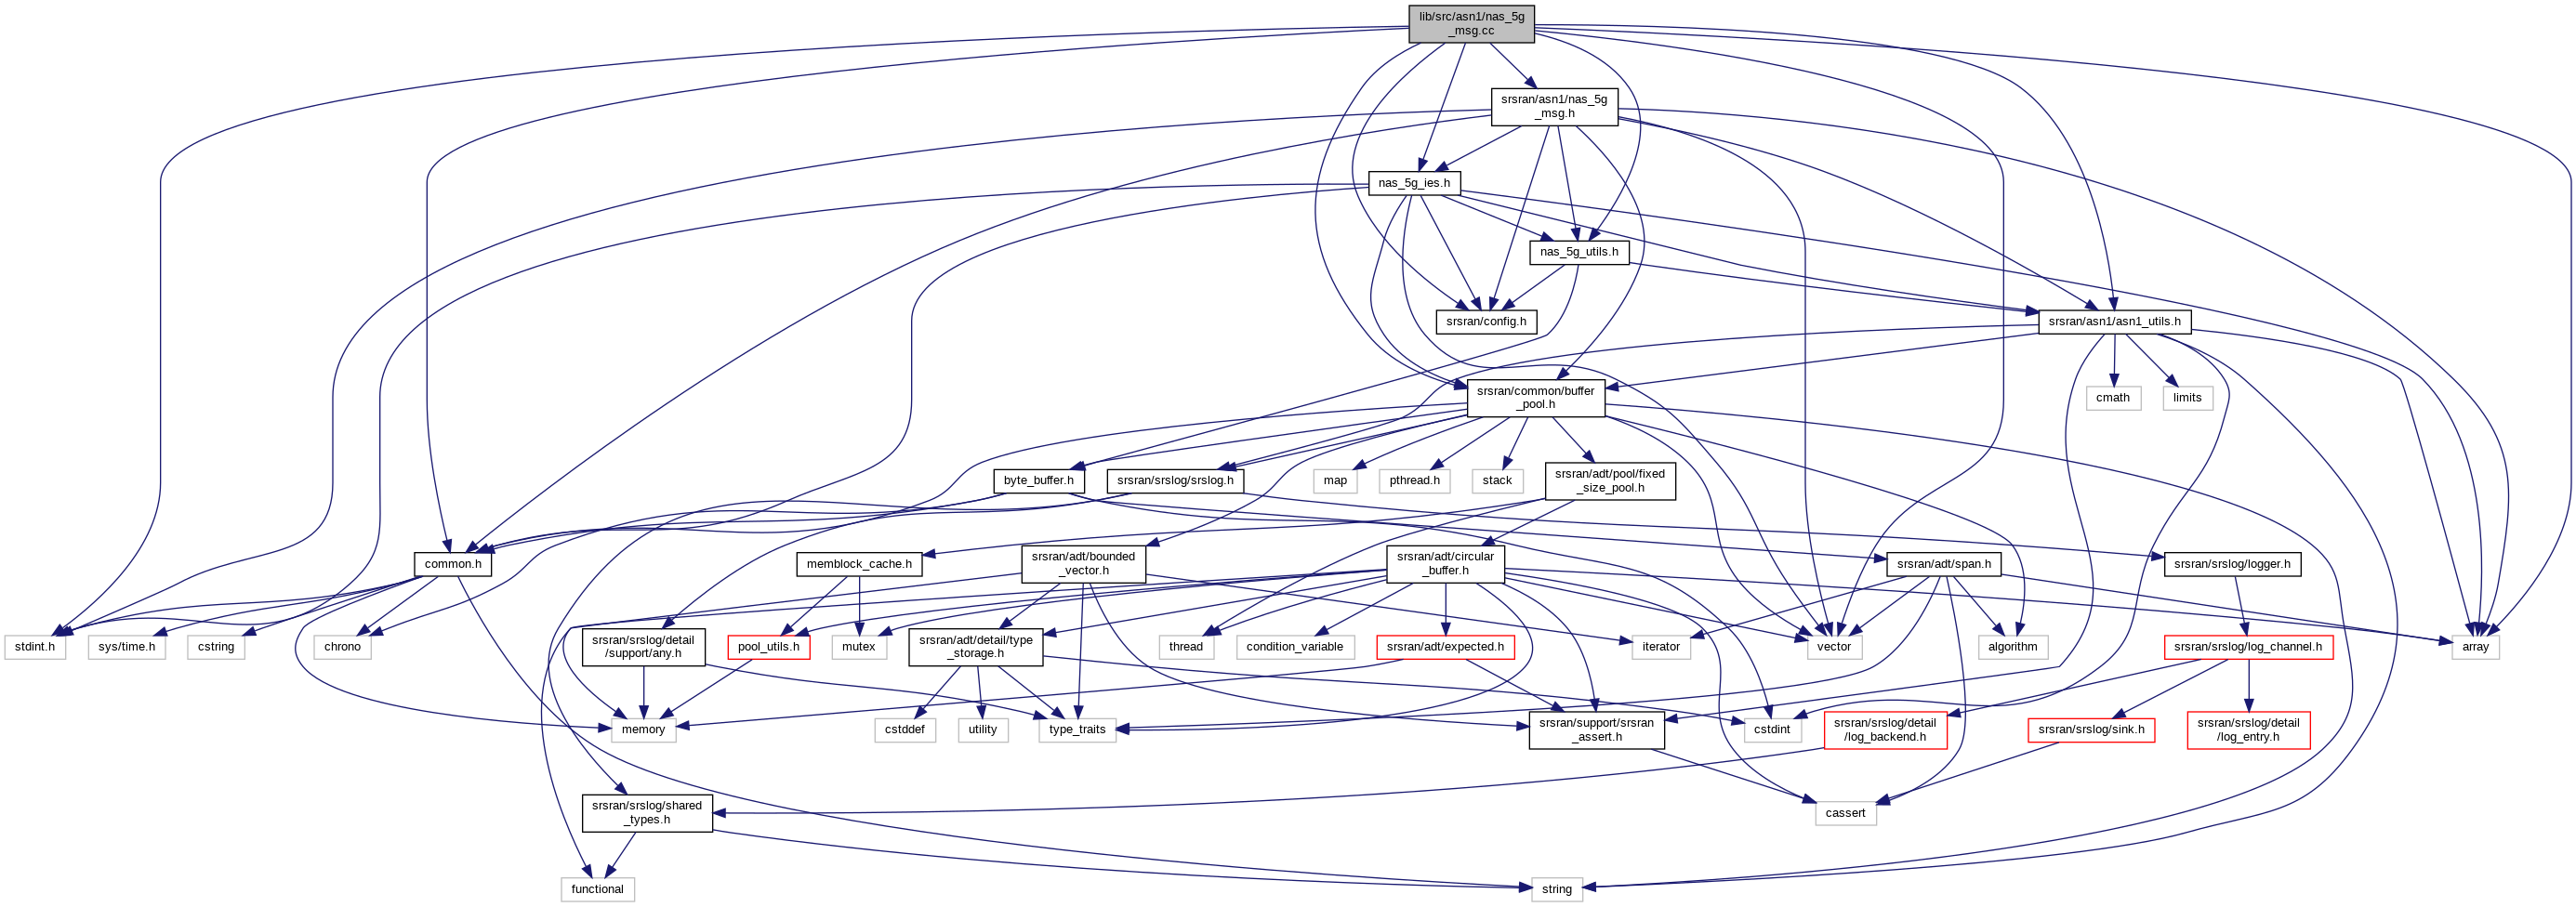 lib/src/asn1/nas_5g
_msg.cc
srsran/asn1/nas_5g
_msg.h
nas_5g_ies.h
nas_5g_utils.h
srsran/config.h
srsran/asn1/asn1_utils.h
srsran/common/buffer
_pool.h
cmath
limits
byte_buffer.h
srsran/srslog/srslog.h
map
pthread.h
stack
srsran/adt/pool/fixed
_size_pool.h
common.h
memblock_cache.h
srsran/adt/bounded
_vector.h
srsran/adt/circular
_buffer.h
srsran/adt/span.h
srsran/srslog/logger.h
stdint.h
sys/time.h
cstring
chrono
srsran/srslog/detail
/support/any.h
pool_utils.h
mutex
srsran/adt/detail/type
_storage.h
thread
condition_variable
srsran/adt/expected.h
iterator
vector
algorithm
srsran/srslog/log_channel.h
array
memory
cstddef
utility
type_traits
srsran/support/srsran
_assert.h
cstdint
srsran/srslog/detail
/log_backend.h
srsran/srslog/sink.h
srsran/srslog/detail
/log_entry.h
srsran/srslog/shared
_types.h
cassert
functional
string